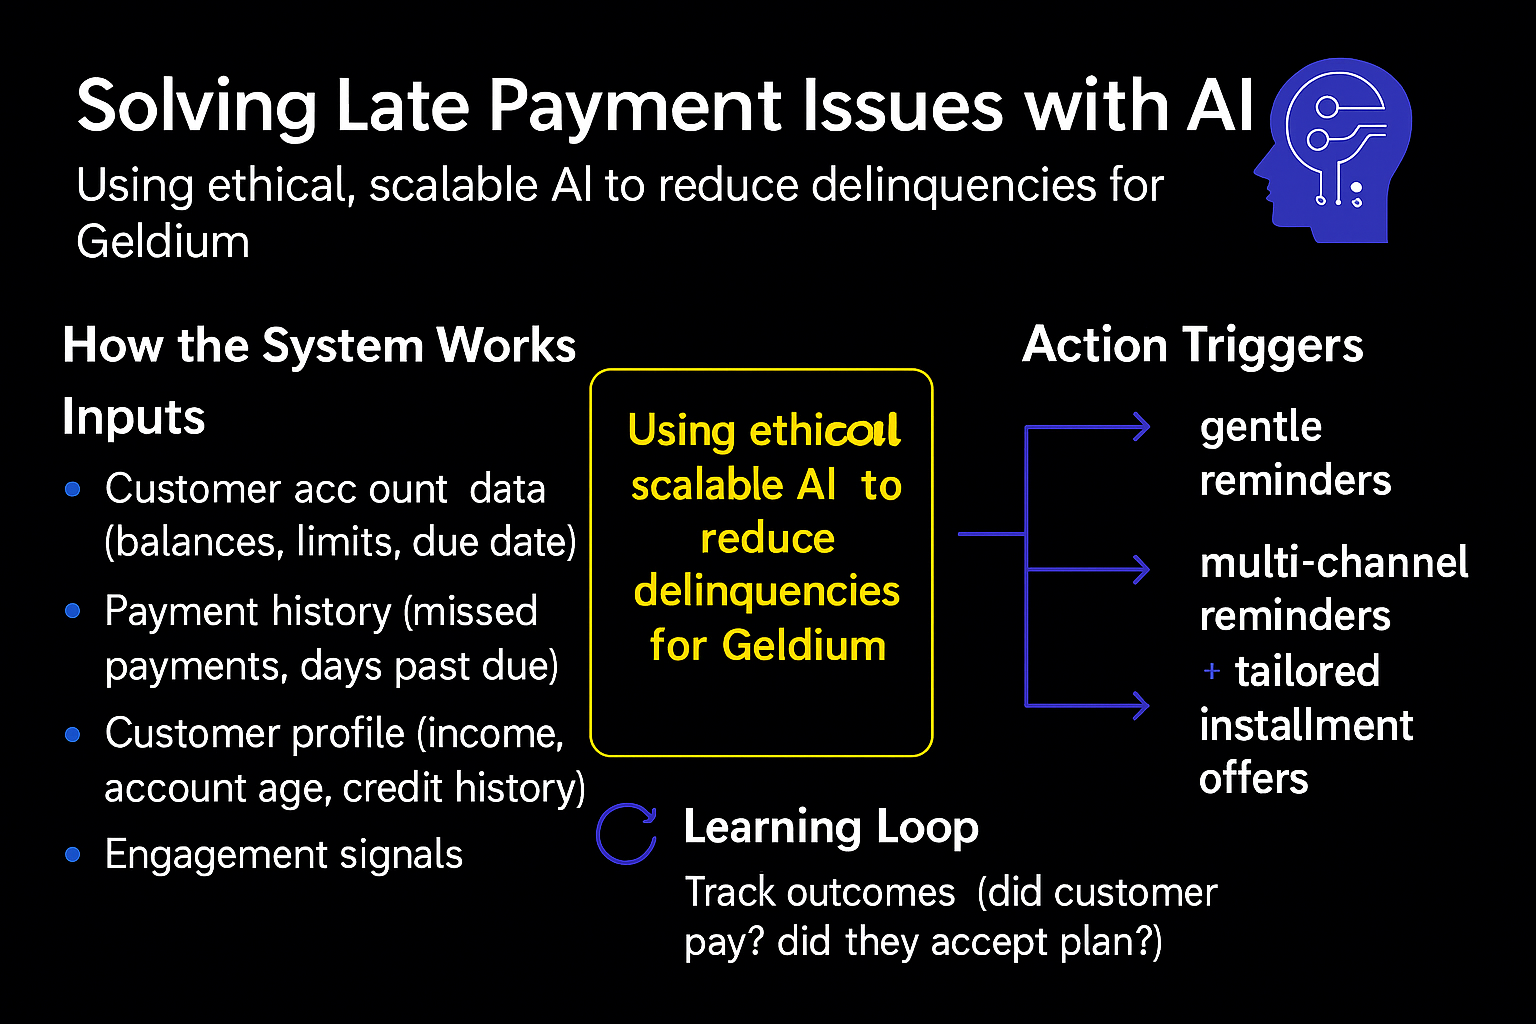 Solving Late Payment Issues with AI
Using ethical, scalable AI to reduce delinquencies for
Geldium
How the System Works
Inputs
• Customer acc ount data
(balances, limits, due date)
• Payment history (missed
payments, days past due)
• Customer profile (income,
account age, credit history)
• Engagement signals
Using ethicoul
scalable AI to
reduce
delinquencies
for Geldium
Action Triggers
gentle
reminders
multi-channel
reminders
+ tailored
installment
offers
Learning Loop
Track outcomes (did customer
pay? did they accept plan?)